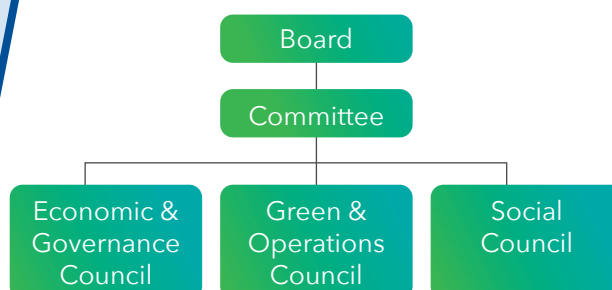 Board
Committee
Economic &
Governance
Council
Green &
Operations
Council
Social
Council